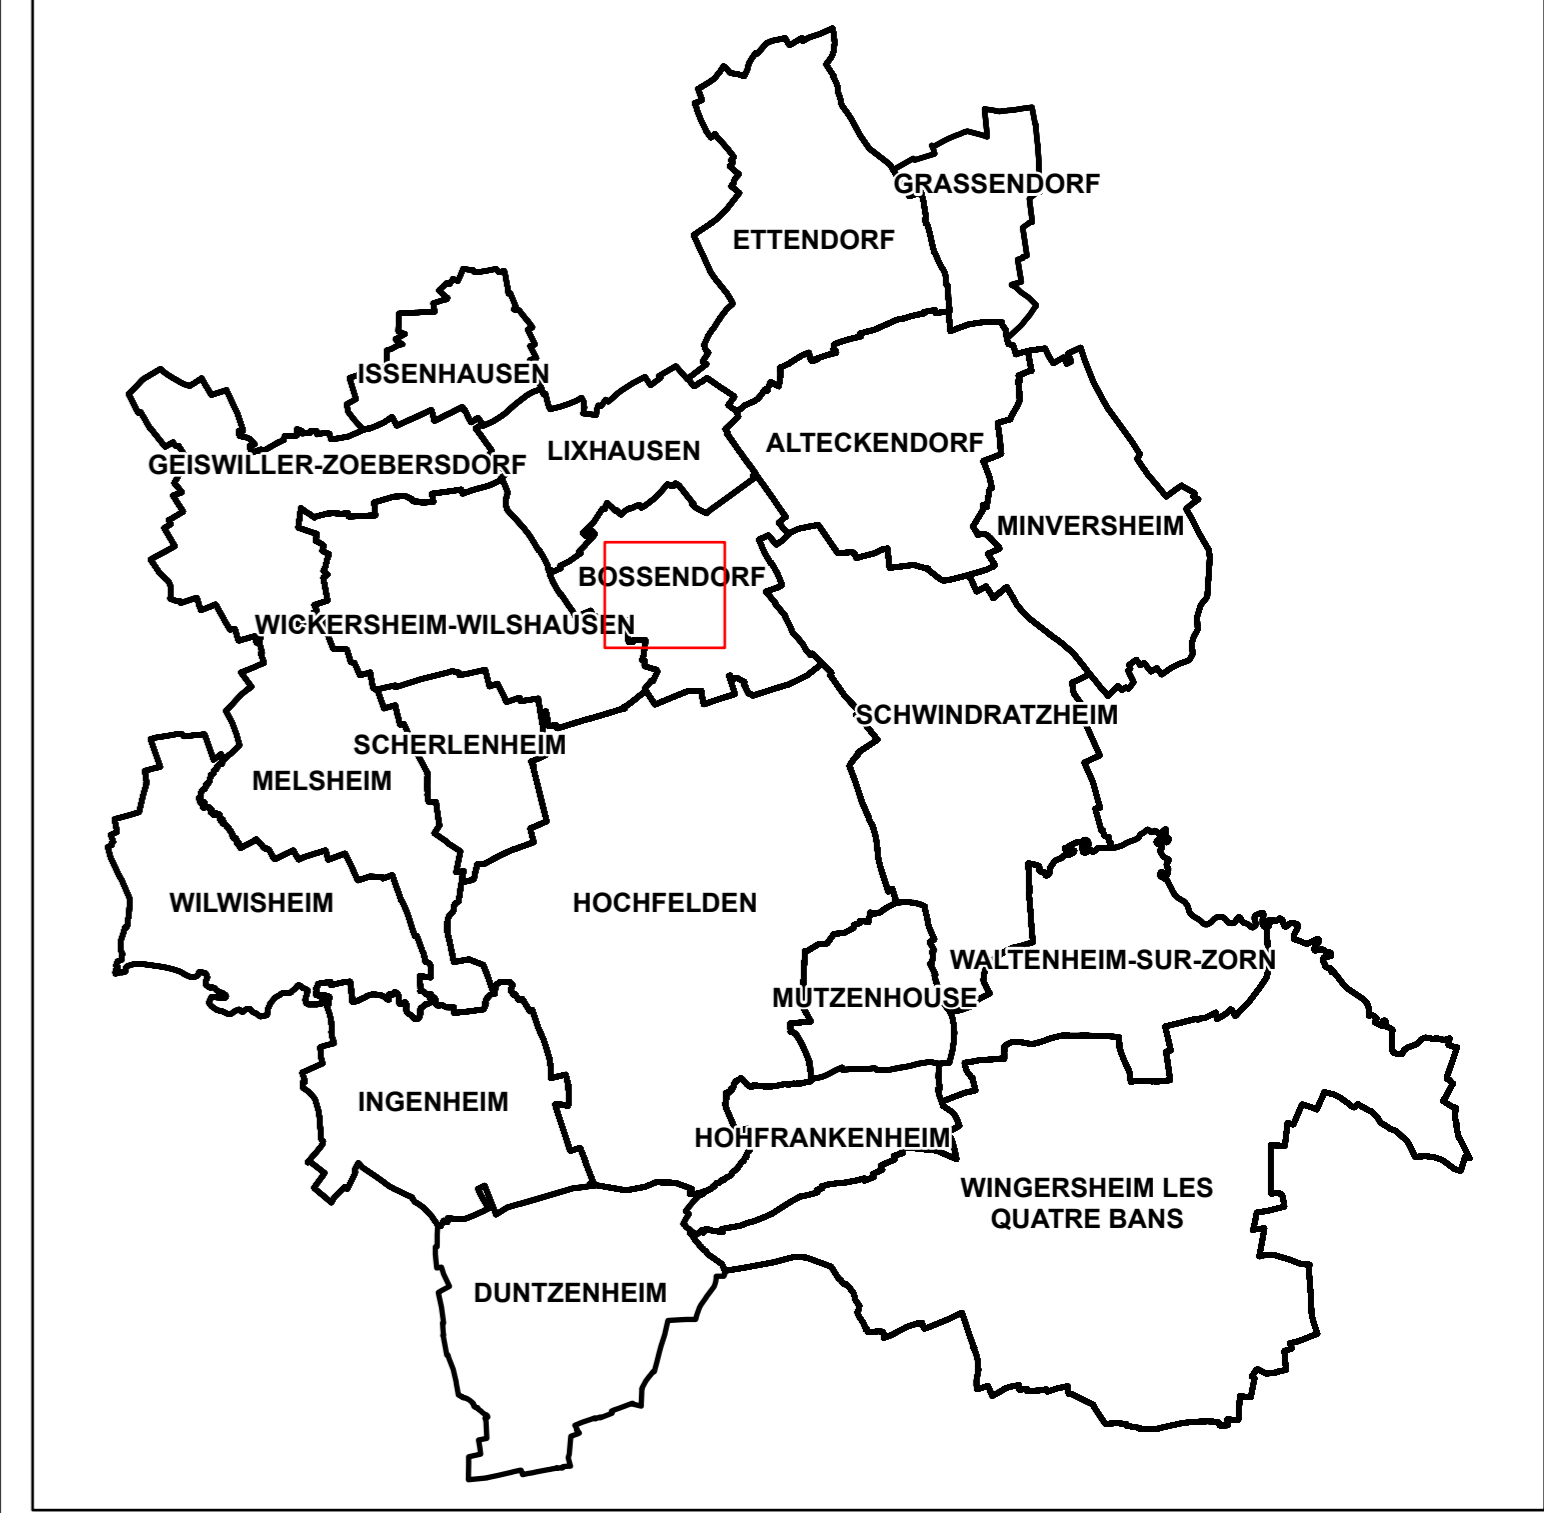 GRASSENDORF
ETTENDORF
ISSENHAUSEN
LIXHAUSEN
ALTECKENDORF
GEISWILLER-ZOEBERSDORF
MINVERSHEIM
BOSSENDORF
WICKERSHEIM-WILSHAUSEN
SCHWINDRATZHEIM
SCHERLENHEIM
MELSHEIM
WILWISHEIM
HOCHFELDEN
WALTENHEIM-SUR-ZORN
MUTZENHOUSE
INGENHEIM
HOHFRANKENHEIM
WINGERSHEIM LES
QUATRE BANS
DUNTZENHEIM